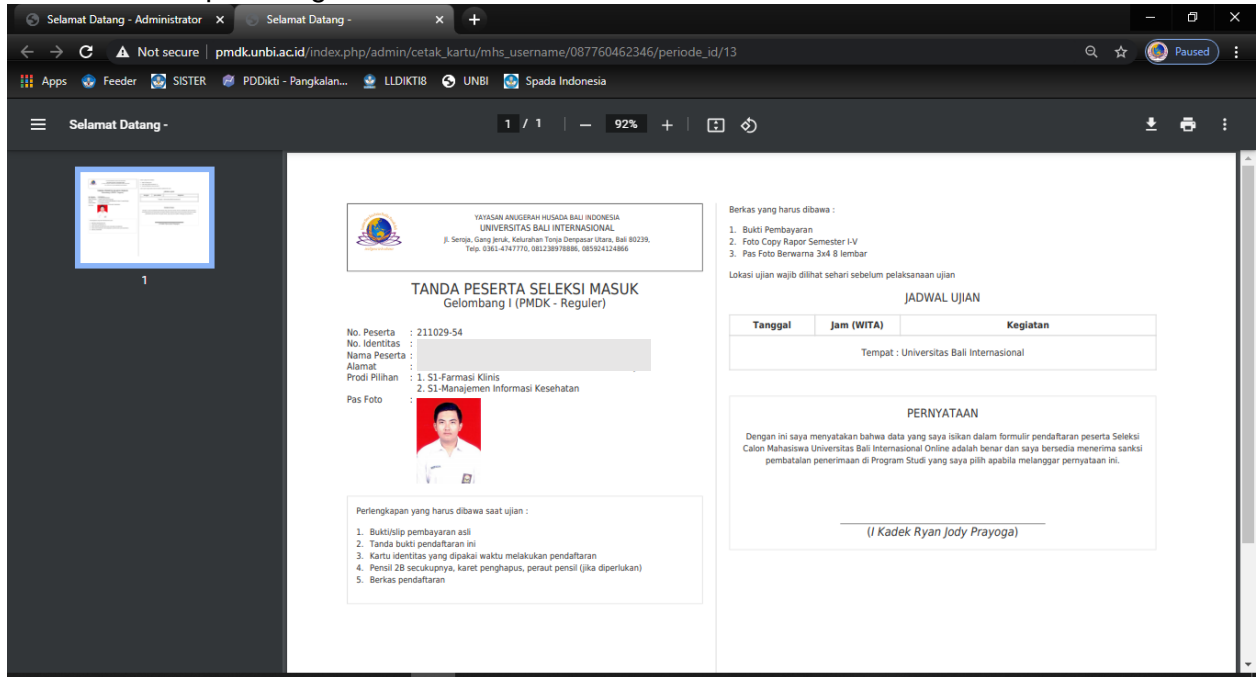 Selamat Datang - Administrator
Selamat Datang -
Not secure | pmdk.unbi.ac.id/index.php/admin/cetak_kartu/mhs_username/087760462346/periode_id/13
Paused
Apps Feeder SISTER PDDikti - Pangkalan... LLDIKTI8 UNBI Spada Indonesia
Selamat Datang -
1 / 1 | — 92% + |
1
YAYASAN ANUGERAH HUSADA BALI INDONESIA
UNIVERSITAS BALI INTERNASIONAL
Jl. Seroja, Gang Jeruk, Kelurahan Tonja Denpasar Utara, Bali 80239,
Telp. 0361-4747770, 081238978886, 085924124866
TANDA PESERTA SELEKSI MASUK
Gelombang I (PMDK - Reguler)
No. Peserta : 211029-54
No. Identitas :
Nama Peserta :
Alamat :
Prodi Pilihan : 1. S1-Farmasi Klinis
2. S1-Manajemen Informasi Kesehatan
Pas Foto :
Perlengkapan yang harus dibawa saat ujian :
1. Bukti/slip pembayaran asli
2. Tanda bukti pendaftaran ini
3. Kartu identitas yang dipakai waktu melakukan pendaftaran
4. Pensil 2B secukupnya, karet penghapus, peraut pensil (jika diperlukan)
5. Berkas pendaftaran
Berkas yang harus dibawa :
1. Bukti Pembayaran
2. Foto Copy Rapor Semester I-V
3. Pas Foto Berwarna 3x4 8 lembar
Lokasi ujian wajib dilihat sehari sebelum pelaksanaan ujian
JADWAL UJIAN
Tanggal Jam (WITA) Kegiatan
Tempat : Universitas Bali Internasional
PERNYATAAN
Dengan ini saya menyatakan bahwa data yang saya isikan dalam formulir pendaftaran peserta Seleksi
Calon Mahasiswa Universitas Bali Internasional Online adalah benar dan saya bersedia menerima sanksi
pembatalan penerimaan di Program Studi yang saya pilih apabila melanggar pernyataan ini.
(I Kadek Ryan Jody Prayoga)